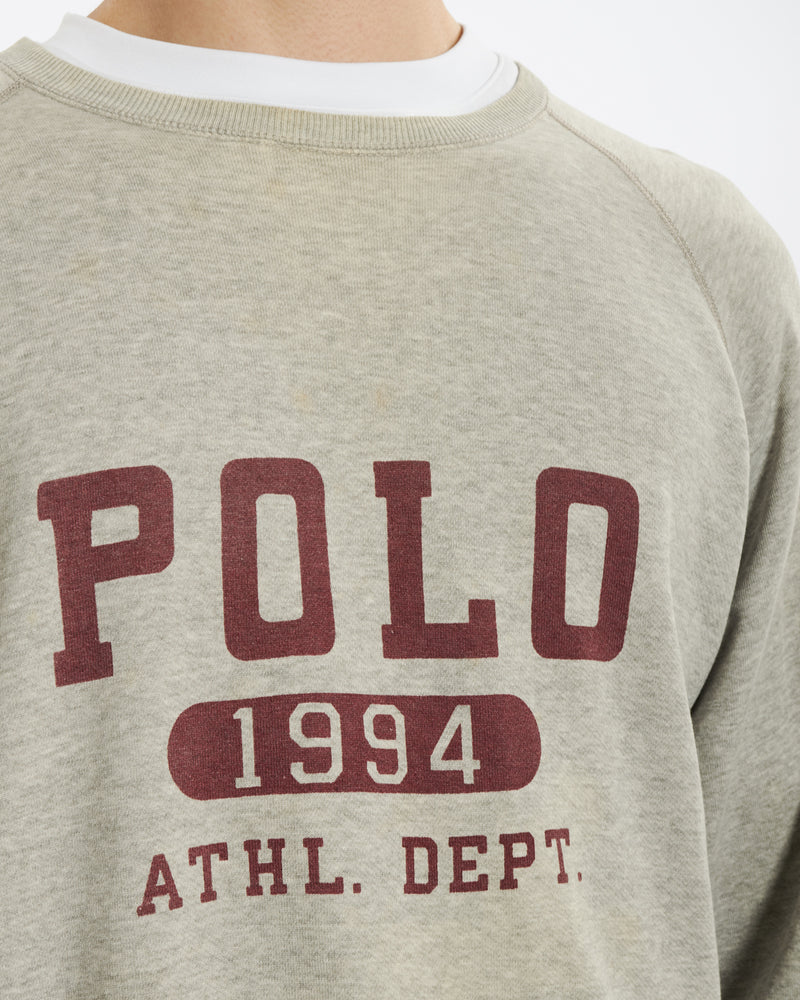 POLO
1994
ATHL. DEPT.